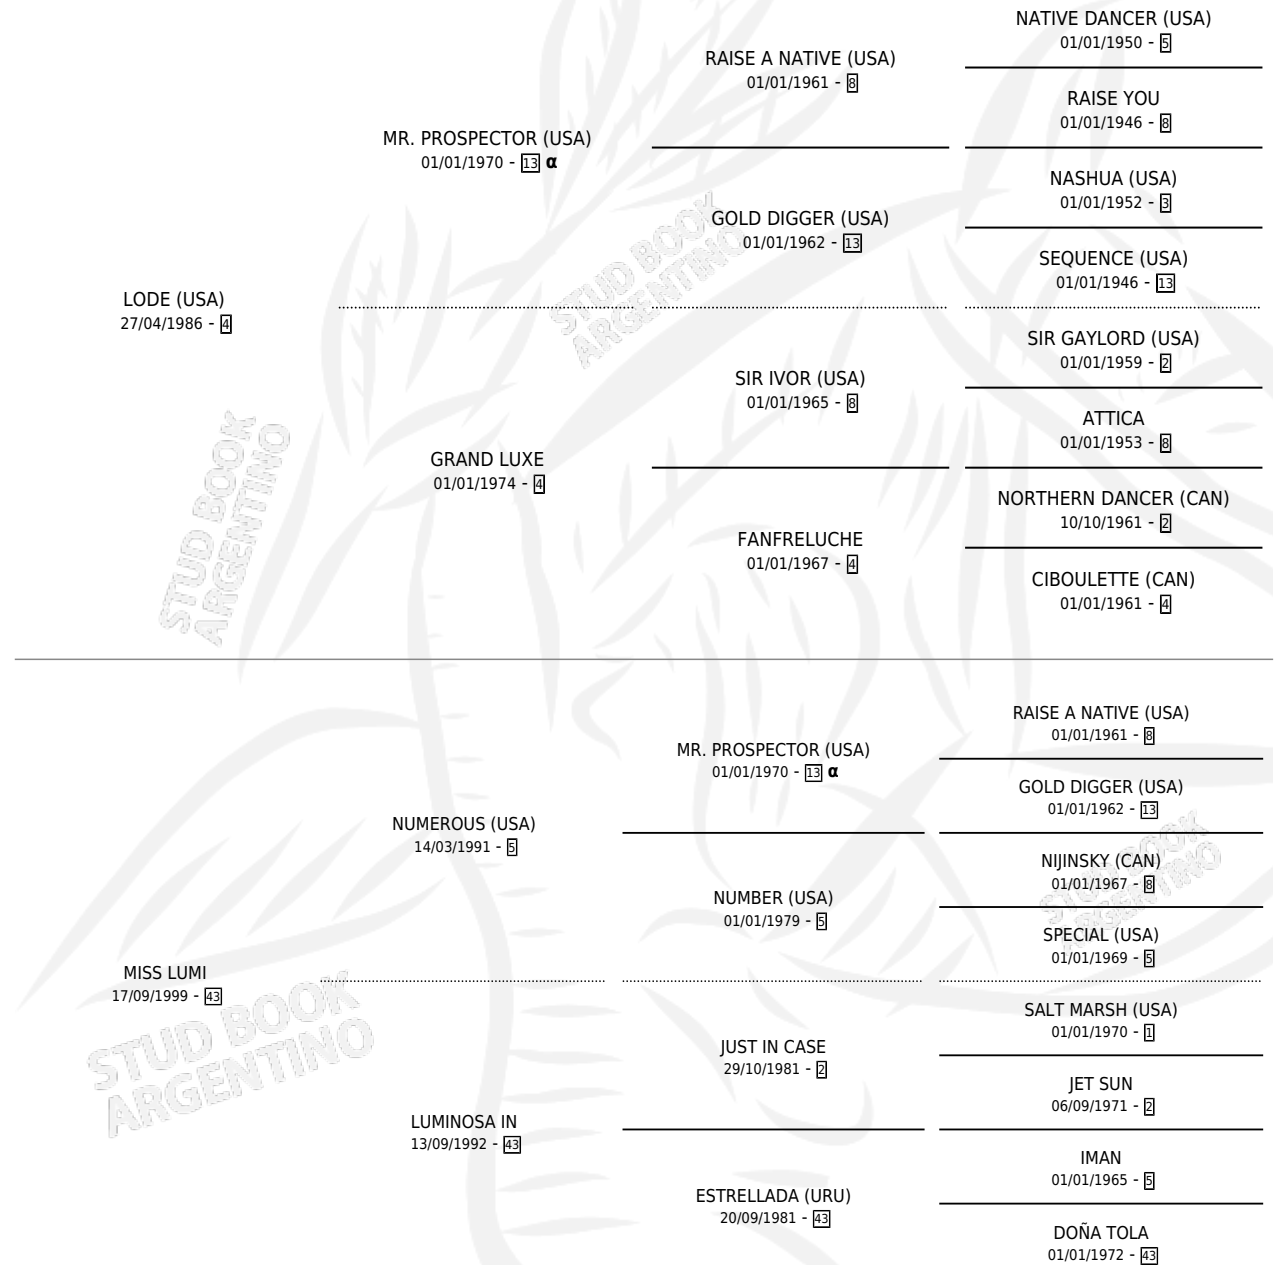 NATIVE DANCER (USA)
01/01/1950 - 5
RAISE A NATIVE (USA)
01/01/1961 - 8
RAISE YOU
01/01/1946 - 8
MR. PROSPECTOR (USA)
01/01/1970 - 13 α
NASHUA (USA)
01/01/1952 - 3
GOLD DIGGER (USA)
01/01/1962 - 13
SEQUENCE (USA)
01/01/1946 - 13
LODE (USA)
27/04/1986 - 4
SIR GAYLORD (USA)
01/01/1959 - 2
SIR IVOR (USA)
01/01/1965 - 8
ATTICA
01/01/1953 - 8
GRAND LUXE
01/01/1974 - 4
NORTHERN DANCER (CAN)
10/10/1961 - 2
FANFRELUCHE
01/01/1967 - 4
CIBOULETTE (CAN)
01/01/1961 - 4
STUD BOOK
ARGENTINO
STUD BOOK
ARGENTINO
RAISE A NATIVE (USA)
01/01/1961 - 8
MR. PROSPECTOR (USA)
01/01/1970 - 13 α
GOLD DIGGER (USA)
01/01/1962 - 13
NUMEROUS (USA)
14/03/1991 - 5
NIJINSKY (CAN)
01/01/1967 - 8
NUMBER (USA)
01/01/1979 - 5
SPECIAL (USA)
01/01/1969 - 5
MISS LUMI
17/09/1999 - 43
SALT MARSH (USA)
01/01/1970 - 1
JUST IN CASE
29/10/1981 - 2
JET SUN
06/09/1971 - 2
LUMINOSA IN
13/09/1992 - 43
IMAN
01/01/1965 - 5
ESTRELLADA (URU)
20/09/1981 - 43
DOÑA TOLA
01/01/1972 - 43
STUD BOOK
ARGENTINO
STUD BOOK
ARGENTINO